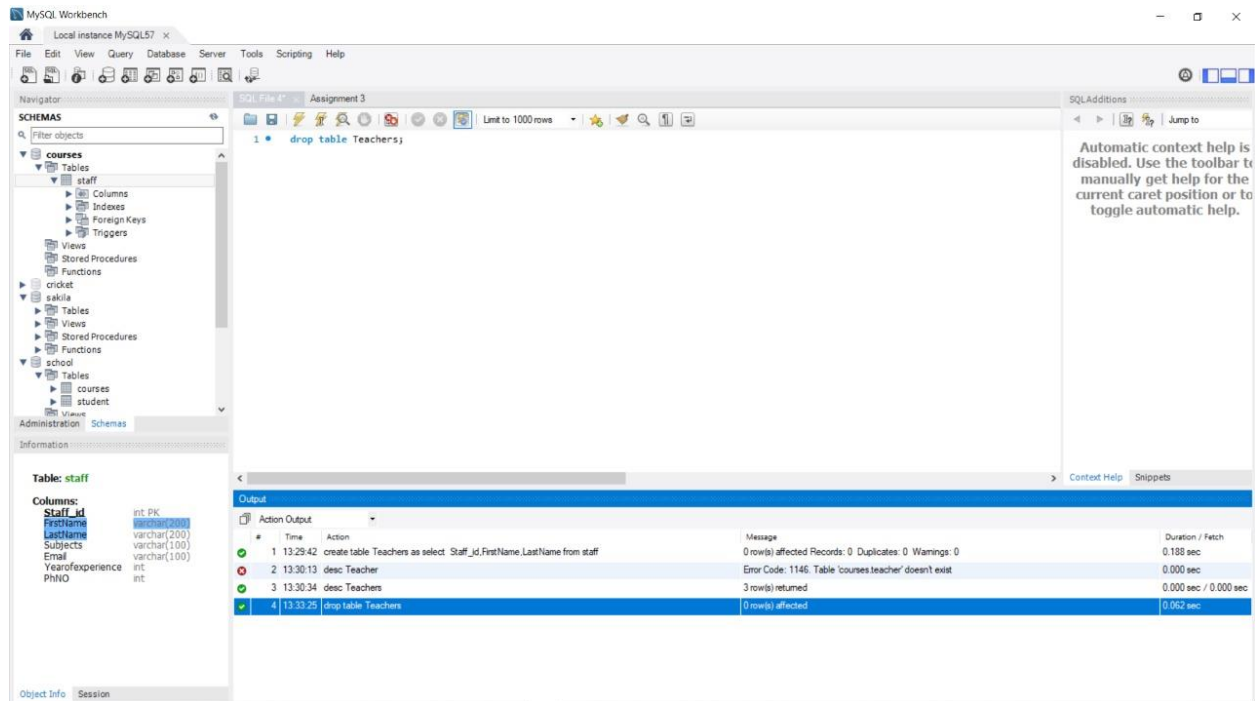 MySQL Workbench
Local instance MySQL57
File Edit View Query Database Server Tools Scripting Help
Navigator
SCHEMAS
Filter objects
courses
Tables
staff
Columns
Indexes
Foreign Keys
Triggers
Views
Stored Procedures
Functions
cricket
sakila
Tables
Views
Stored Procedures
Functions
school
Tables
courses
student
Views
Administration Schemas
Information
Table: staff
Columns:
Staff_id int PK
FirstName varchar(200)
LastName varchar(200)
Subjects varchar(100)
Email varchar(100)
Yearofexperience int
PhNO int
Object Info Session
SQL File 4* Assignment 3
Limit to 1000 rows
1 drop table Teachers;
SQLAdditions
Jump to
Automatic context help is
disabled. Use the toolbar to
manually get help for the
current caret position or to
toggle automatic help.
Context Help Snippets
Output
Action Output
# Time Action Message Duration / Fetch
1 13:29:42 create table Teachers as select Staff_id,FirstName,LastName from staff 0 row(s) affected Records: 0 Duplicates: 0 Warnings: 0 0.188 sec
2 13:30:13 desc Teacher Error Code: 1146. Table 'courses.teacher' doesn't exist 0.000 sec
3 13:30:34 desc Teachers 3 row(s) returned 0.000 sec / 0.000 sec
4 13:33:25 drop table Teachers 0 row(s) affected 0.062 sec